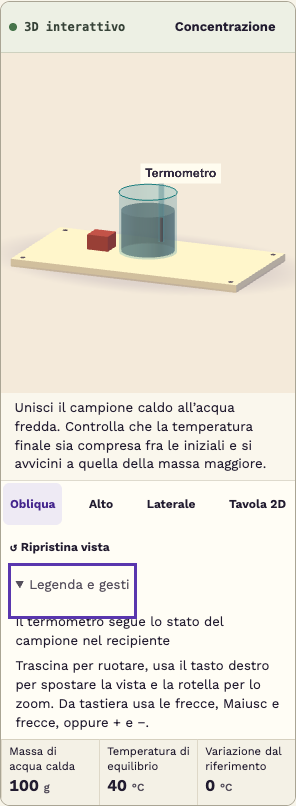 3D interattivo
Concentrazione
Termometro
Unisci il campione caldo all'acqua
fredda. Controlla che la temperatura
finale sia compresa fra le iniziali e si
avvicini a quella della massa maggiore.
Obliqua
Alto
Laterale
Tavola 2D
↺ Ripristina vista
▼ Legenda e gesti
Il termometro segue lo stato del
campione nel recipiente
Trascina per ruotare, usa il tasto destro
per spostare la vista e la rotella per lo
zoom. Da tastiera usa le frecce, Maiusc e
frecce, oppure + e −.
Massa di
acqua calda
100 g
Temperatura di
equilibrio
40 °C
Variazione dal
riferimento
0 °C